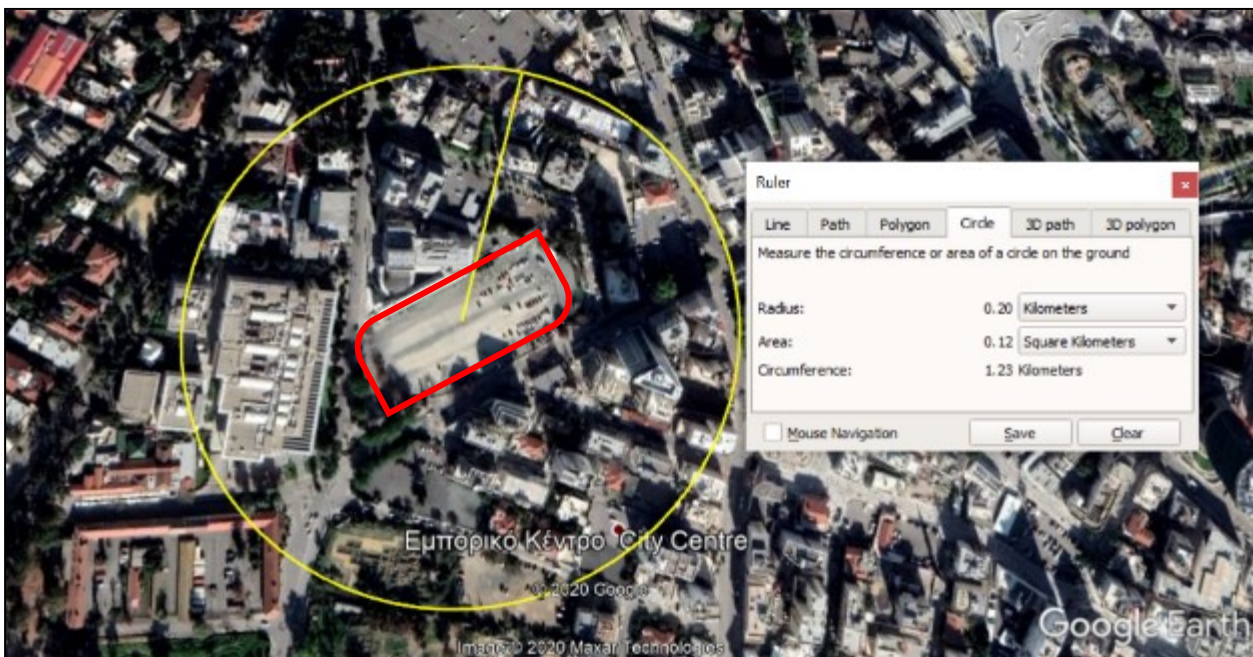 Ruler
Line Path Polygon Circle 3D path 3D polygon
Measure the circumference or area of a circle on the ground
Radius: 0.20 Kilometers
Area: 0.12 Square Kilometers
Circumference: 1.23 Kilometers
Mouse Navigation Save Clear
Εμπορικό Κέντρο City Centre
© 2020 Google
Image © 2020 Maxar Technologies
Google Earth